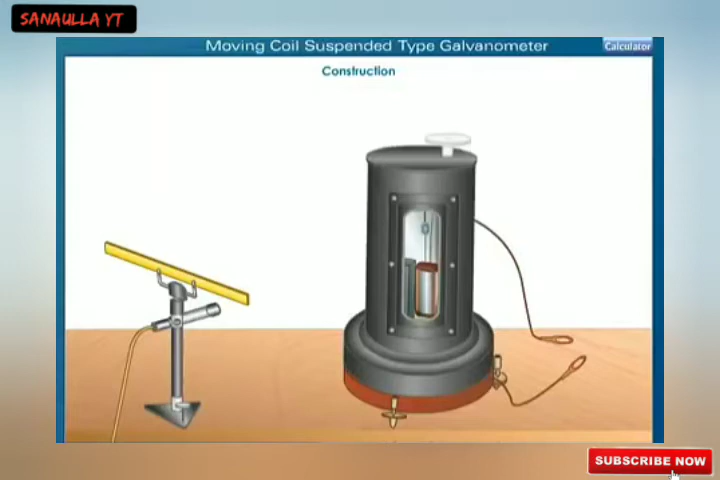 SANAULLA YT
Moving Coil Suspended Type Galvanometer
Calculator
Construction
SUBSCRIBE NOW